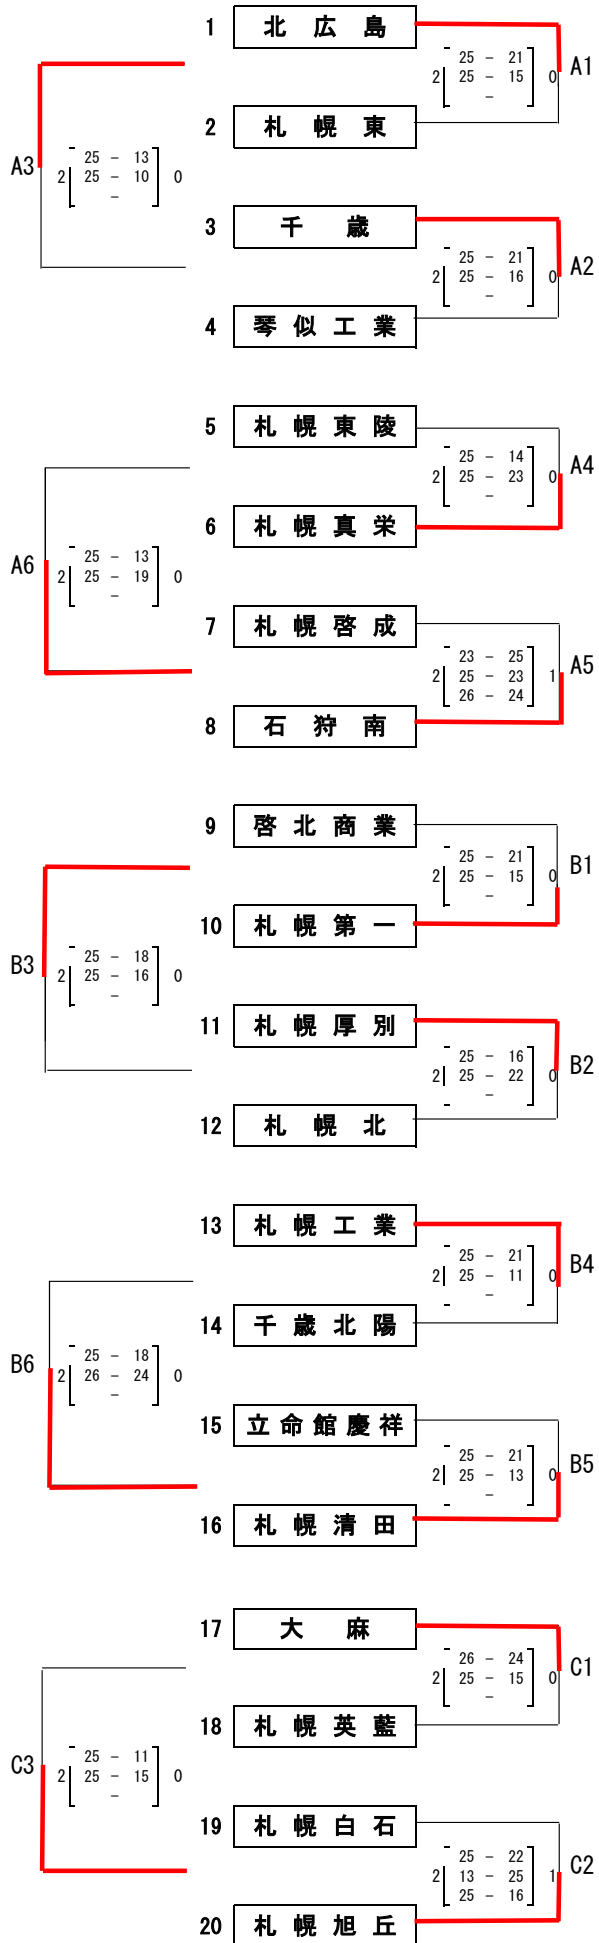 1 北広島
25 - 21
2 25 - 15 0 A1
-
2 札幌東
A3
25 - 13
2 25 - 10 0
-
3 千歳
25 - 21
2 25 - 16 0 A2
-
4 琴似工業
5 札幌東陵
25 - 14
2 25 - 23 0 A4
-
6 札幌真栄
A6
25 - 13
2 25 - 19 0
-
7 札幌啓成
23 - 25
2 25 - 23 1 A5
26 - 24
8 石狩南
9 啓北商業
25 - 21
2 25 - 15 0 B1
-
10 札幌第一
B3
25 - 18
2 25 - 16 0
-
11 札幌厚別
25 - 16
2 25 - 22 0 B2
-
12 札幌北
13 札幌工業
25 - 21
2 25 - 11 0 B4
-
14 千歳北陽
B6
25 - 18
2 26 - 24 0
-
15 立命館慶祥
25 - 21
2 25 - 13 0 B5
-
16 札幌清田
17 大麻
26 - 24
2 25 - 15 0 C1
-
18 札幌英藍
C3
25 - 11
2 25 - 15 0
-
19 札幌白石
25 - 22
2 13 - 25 1 C2
25 - 16
20 札幌旭丘